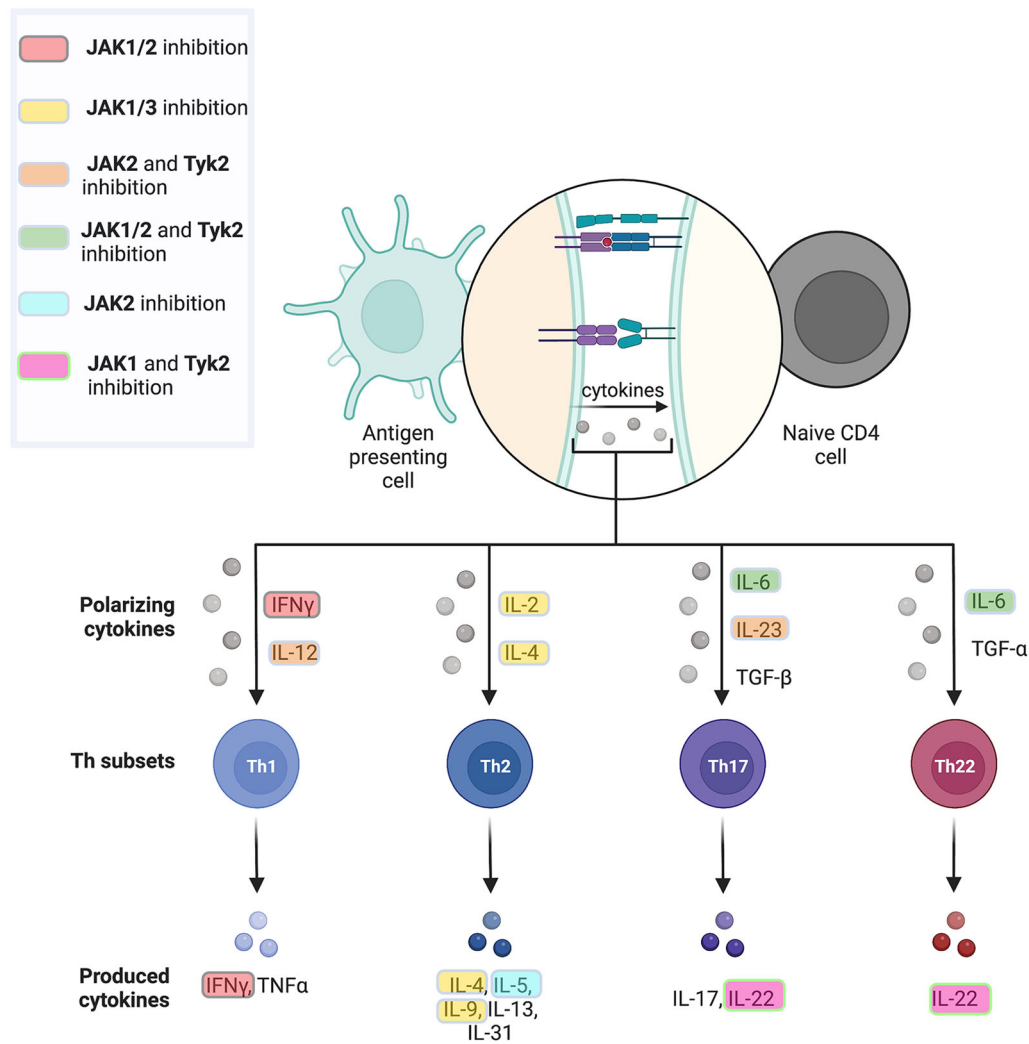 JAK1/2 inhibition
JAK1/3 inhibition
JAK2 and Tyk2
inhibition
JAK1/2 and Tyk2
inhibition
JAK2 inhibition
JAK1 and Tyk2
inhibition
cytokines
Antigen
presenting
cell
Naive CD4
cell
Polarizing
cytokines
IFNγ
IL-12
IL-2
IL-4
IL-6
IL-23
TGF-β
IL-6
TGF-α
Th subsets
Th1
Th2
Th17
Th22
Produced
cytokines
IFNγ, TNFα
IL-4, IL-5,
IL-9, IL-13,
IL-31
IL-17, IL-22
IL-22